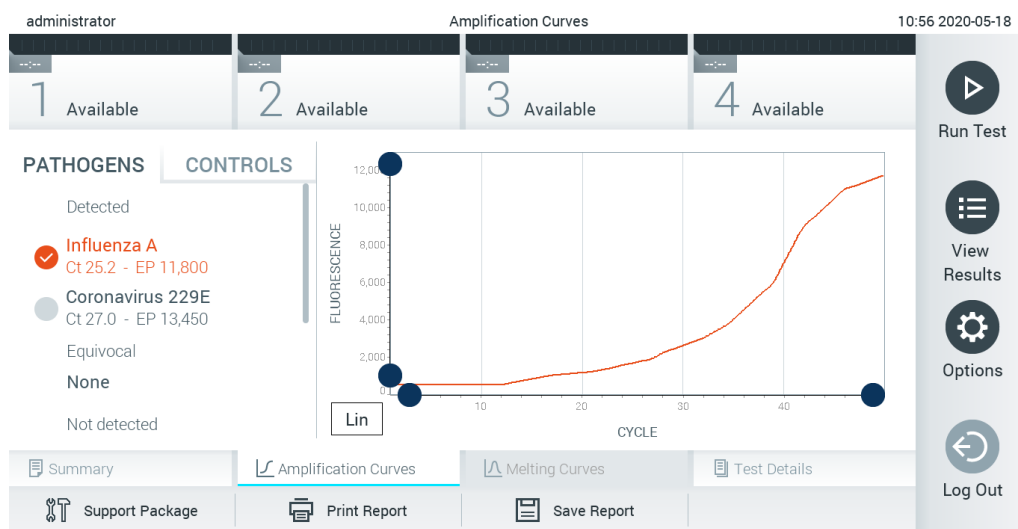 administrator
Amplification Curves
10:56 2020-05-18
--:--
--:--
--:--
--:--
1 Available
2 Available
3 Available
4 Available
Run Test
View
Results
Options
Log Out
PATHOGENS
CONTROLS
Detected
Influenza A
Ct 25.2 - EP 11,800
Coronavirus 229E
Ct 27.0 - EP 13,450
Equivocal
None
Not detected
FLUORESCENCE
10,000
8,000
6,000
4,000
2,000
0
10
20
30
40
CYCLE
Lin
Summary
Amplification Curves
Melting Curves
Test Details
Support Package
Print Report
Save Report